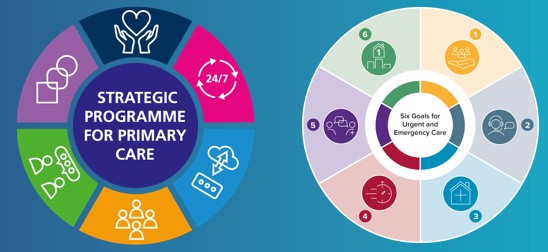 STRATEGIC
PROGRAMME
FOR PRIMARY
CARE
24/7
Six Goals for
Urgent and
Emergency Care
1
2
3
4
5
6
1